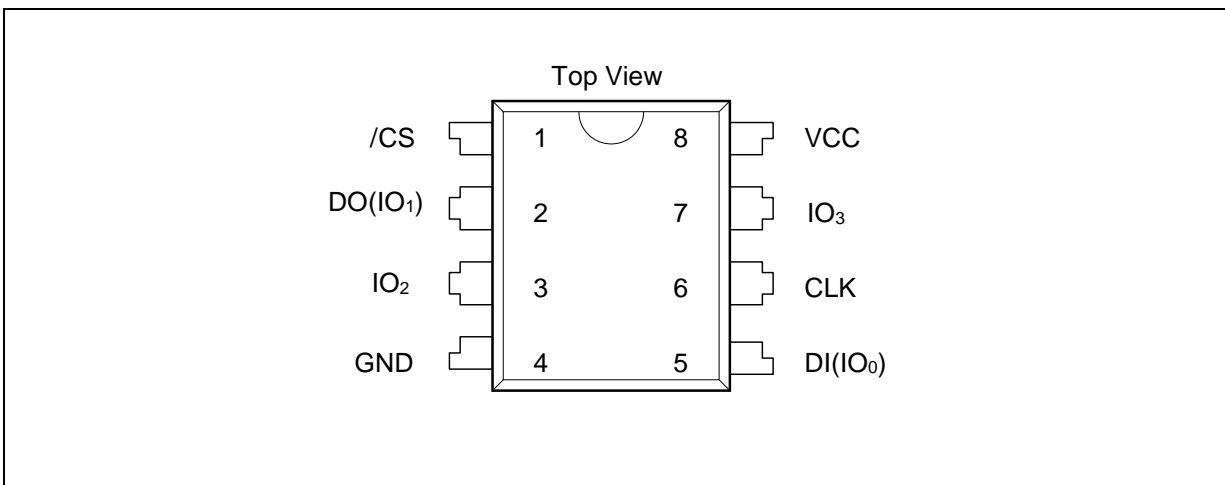 Top View
/CS 1 8 VCC
DO(IO₁) 2 7 IO₃
IO₂ 3 6 CLK
GND 4 5 DI(IO₀)